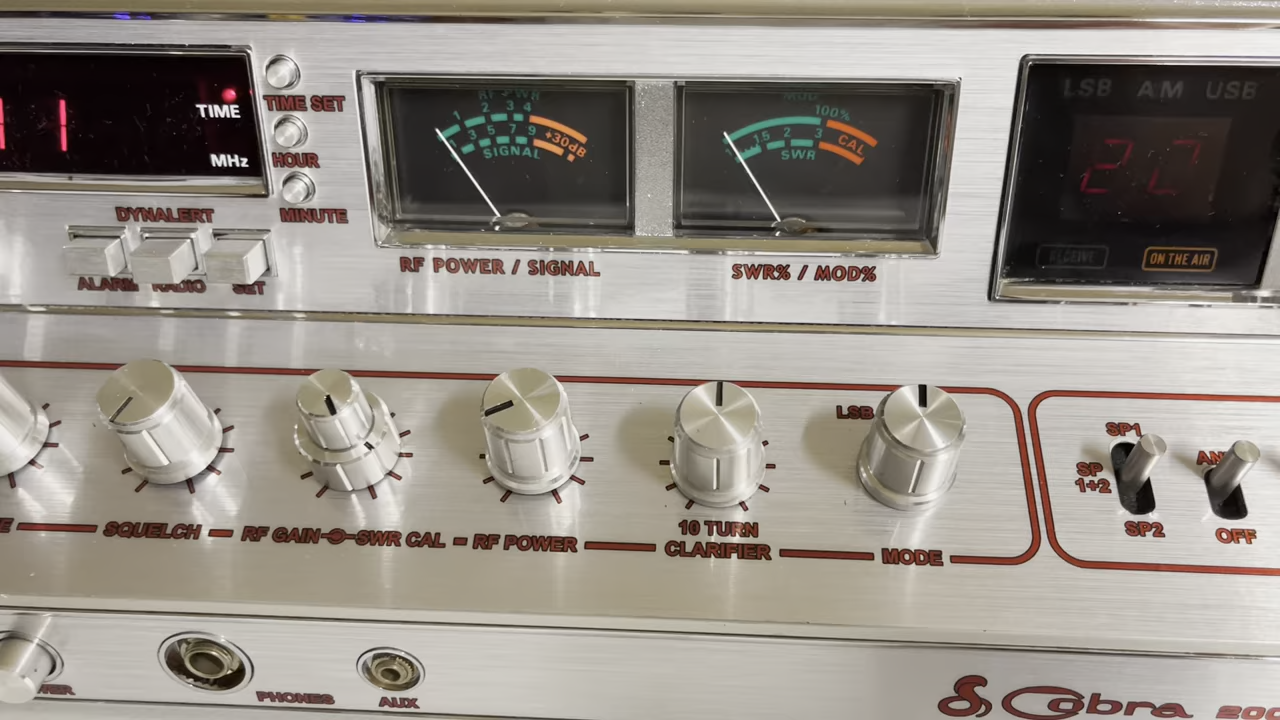 TIME
MHz
TIME SET
HOUR
MINUTE
DYNALERT
ALARM RADIO SET
RF PWR
1 2 3 4
1 3 5 7 9 +30dB
SIGNAL
RF POWER / SIGNAL
MOD
100%
1 1.5 2 3 CAL
SWR
SWR% / MOD%
LSB AM USB
27
RECEIVE
ON THE AIR
SQUELCH
RF GAIN
SWR CAL
RF POWER
10 TURN
CLARIFIER
LSB
MODE
SP1
SP
1+2
SP2
OFF
PHONES
AUX
Cobra